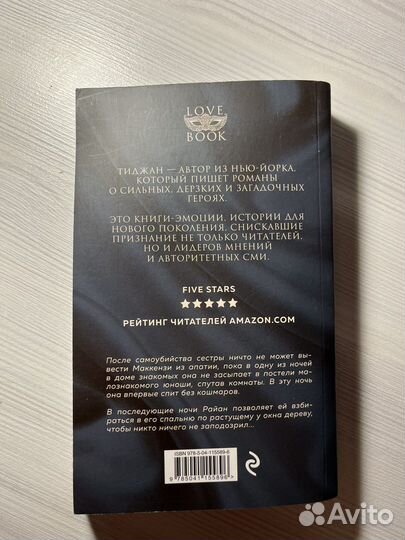 LOVE
BOOK
ТИДЖАН — АВТОР ИЗ НЬЮ-ЙОРКА,
КОТОРЫЙ ПИШЕТ РОМАНЫ
О СИЛЬНЫХ, ДЕРЗКИХ И ЗАГАДОЧНЫХ
ГЕРОЯХ.
ЭТО КНИГИ-ЭМОЦИИ, ИСТОРИИ ДЛЯ
НОВОГО ПОКОЛЕНИЯ, СНИСКАВШИЕ
ПРИЗНАНИЕ НЕ ТОЛЬКО ЧИТАТЕЛЕЙ,
НО И ЛИДЕРОВ МНЕНИЙ
И АВТОРИТЕТНЫХ СМИ.
FIVE STARS
★★★★★
РЕЙТИНГ ЧИТАТЕЛЕЙ AMAZON.COM
После самоубийства сестры ничто не может вы-
вести Маккензи из апатии, пока в одну из ночей
в доме знакомых она не засыпает в постели ма-
лознакомого юноши, спутав комнаты. В эту ночь
она впервые спит без кошмаров.
В последующие ночи Райан позволяет ей взби-
раться в его спальню по растущему у окна дереву,
чтобы никто ничего не заподозрил...
ISBN 978-5-04-115589-6
9 785041 155896 >
Avito